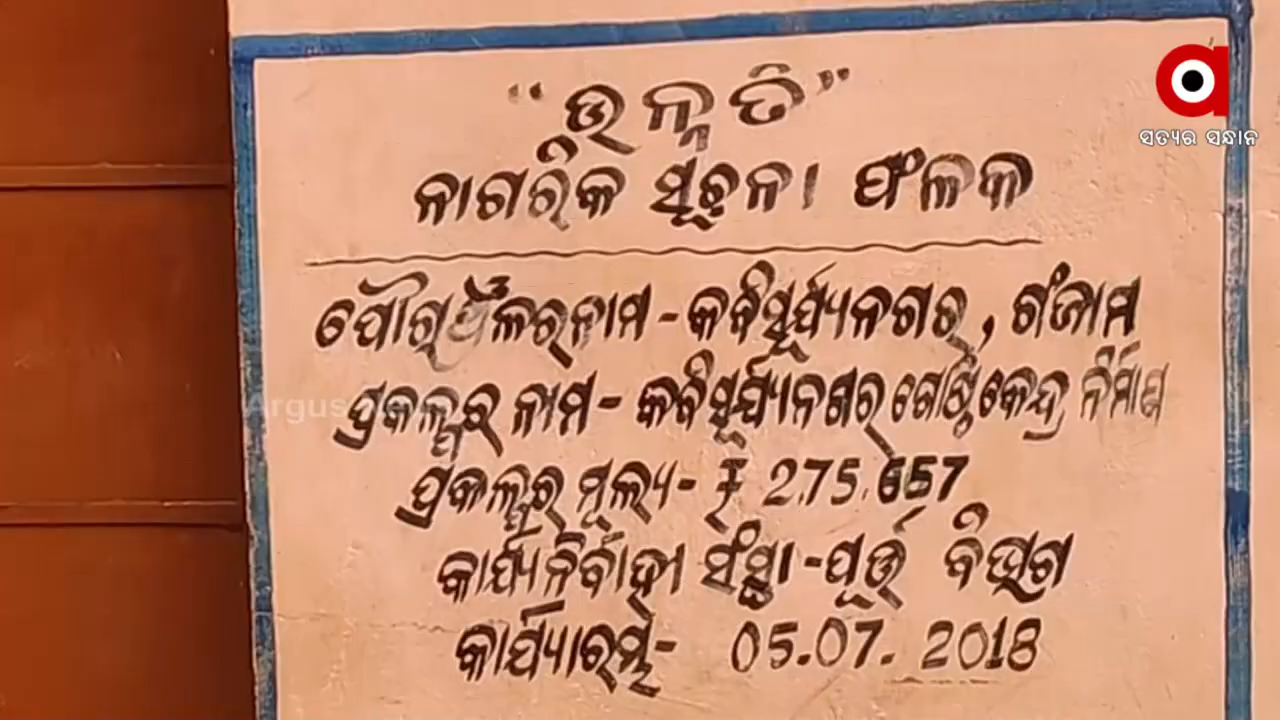 "ଉନ୍ନତି"
ସତ୍ୟର ସନ୍ଧାନ
ନାଗରିକ ସୂଚନା ଫଳକ
ନାମ - କବିସୂର୍ଯ୍ୟନଗର, ଗଂଜାମ
ପ୍ରକଳ୍ପର ନାମ - କବିସୂର୍ଯ୍ୟନଗର ଗୋଷ୍ଠୀକେନ୍ଦ୍ର ନିର୍ମାଣ
ପ୍ରକଳ୍ପର ମୂଲ୍ୟ - ₹ 275.657
କାର୍ଯ୍ୟନିର୍ବାହୀ ସଂସ୍ଥା - ପୂର୍ତ୍ତ ବିଭାଗ
କାର୍ଯ୍ୟାରମ୍ଭ - 05.07. 2018
Argus